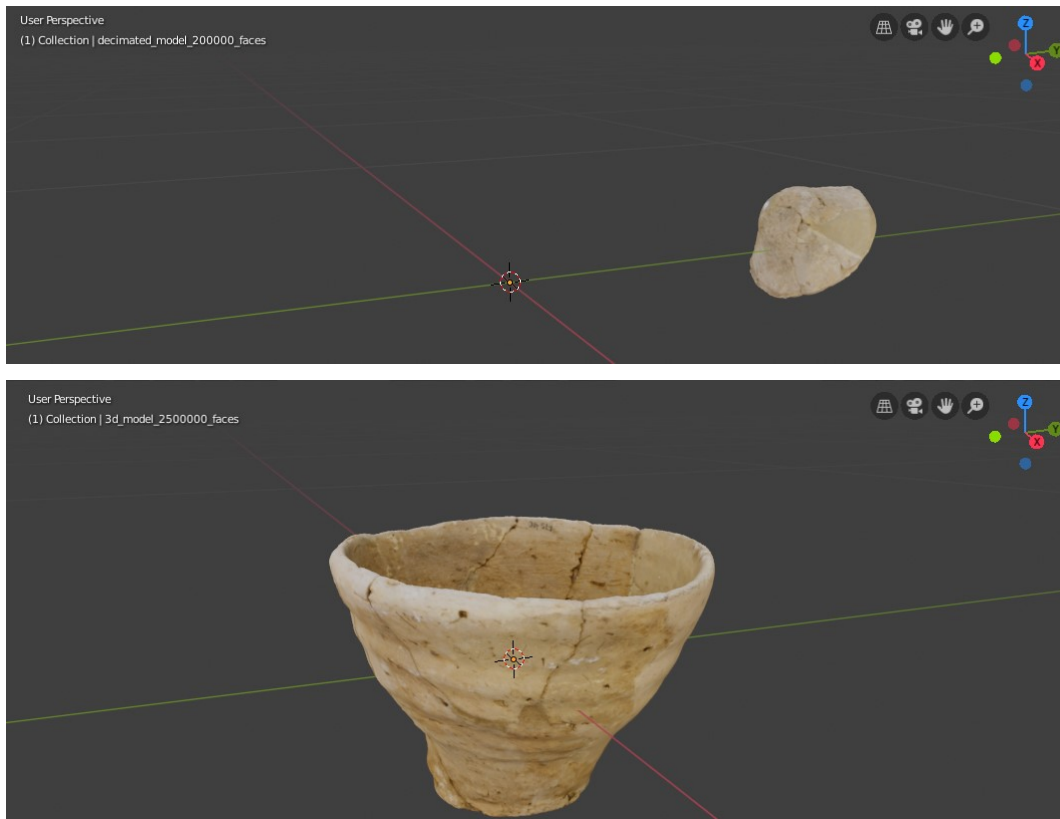 User Perspective
(1) Collection | decimated_model_200000_faces
Z
Y
X
User Perspective
(1) Collection | 3d_model_2500000_faces
Z
Y
X